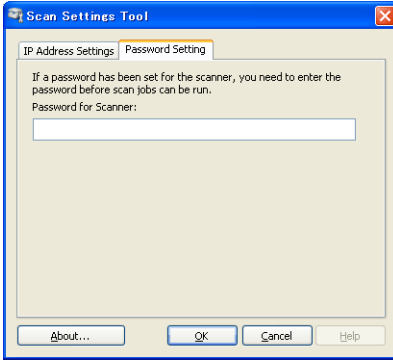 Scan Settings Tool
IP Address Settings Password Setting
If a password has been set for the scanner, you need to enter the
password before scan jobs can be run.
Password for Scanner:
About... OK Cancel Help